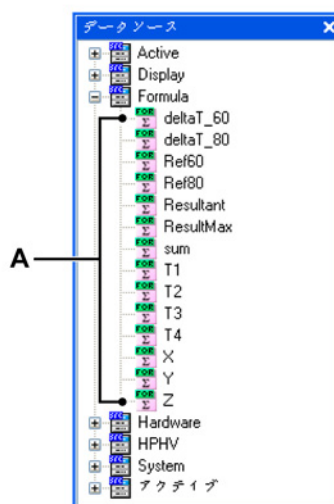 データソース
Active
Display
Formula
deltaT_60
deltaT_80
Ref60
Ref80
Resultant
ResultMax
A
sum
T1
T2
T3
T4
X
Y
Z
Hardware
HPHV
System
アクティブ